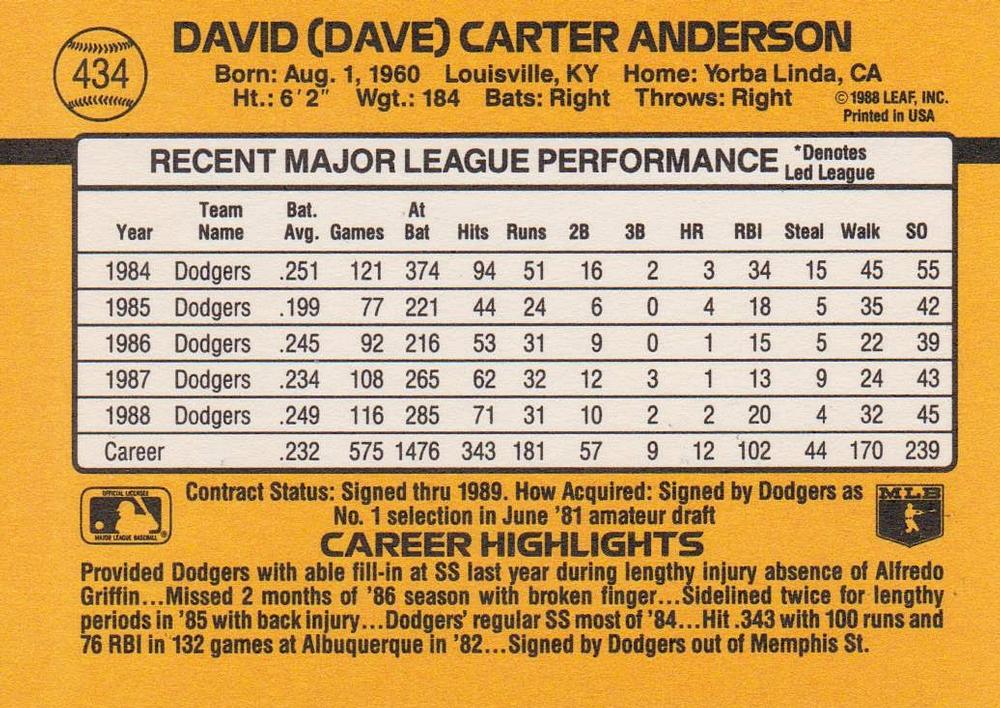 434
DAVID (DAVE) CARTER ANDERSON
Born: Aug. 1, 1960 Louisville, KY Home: Yorba Linda, CA
Ht.: 6'2" Wgt.: 184 Bats: Right Throws: Right
©1988 LEAF, INC.
Printed in USA
RECENT MAJOR LEAGUE PERFORMANCE *Denotes
Led League
Year Team Name Bat. Avg. Games At Bat Hits Runs 2B 3B HR RBI Steal Walk SO
1984 Dodgers .251 121 374 94 51 16 2 3 34 15 45 55
1985 Dodgers .199 77 221 44 24 6 0 4 18 5 35 42
1986 Dodgers .245 92 216 53 31 9 0 1 15 5 22 39
1987 Dodgers .234 108 265 62 32 12 3 1 13 9 24 43
1988 Dodgers .249 116 285 71 31 10 2 2 20 4 32 45
Career .232 575 1476 343 181 57 9 12 102 44 170 239
OFFICIAL LICENSEE
MAJOR LEAGUE BASEBALL
®
Contract Status: Signed thru 1989. How Acquired: Signed by Dodgers as
No. 1 selection in June '81 amateur draft
MLB
CAREER HIGHLIGHTS
Provided Dodgers with able fill-in at SS last year during lengthy injury absence of Alfredo
Griffin...Missed 2 months of '86 season with broken finger...Sidelined twice for lengthy
periods in '85 with back injury...Dodgers' regular SS most of '84...Hit .343 with 100 runs and
76 RBI in 132 games at Albuquerque in '82...Signed by Dodgers out of Memphis St.